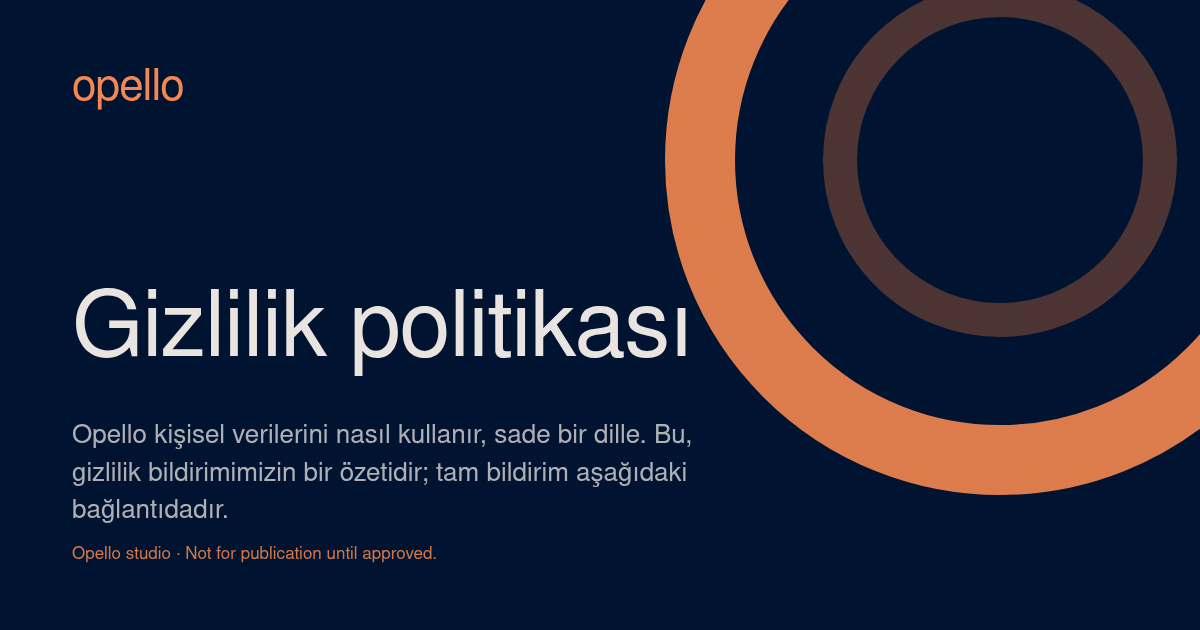 opello
Gizlilik politikası
Opello kişisel verilerini nasıl kullanır, sade bir dille. Bu,
gizlilik bildirimimizin bir özetidir; tam bildirim aşağıdaki
bağlantıdadır.
Opello studio · Not for publication until approved.